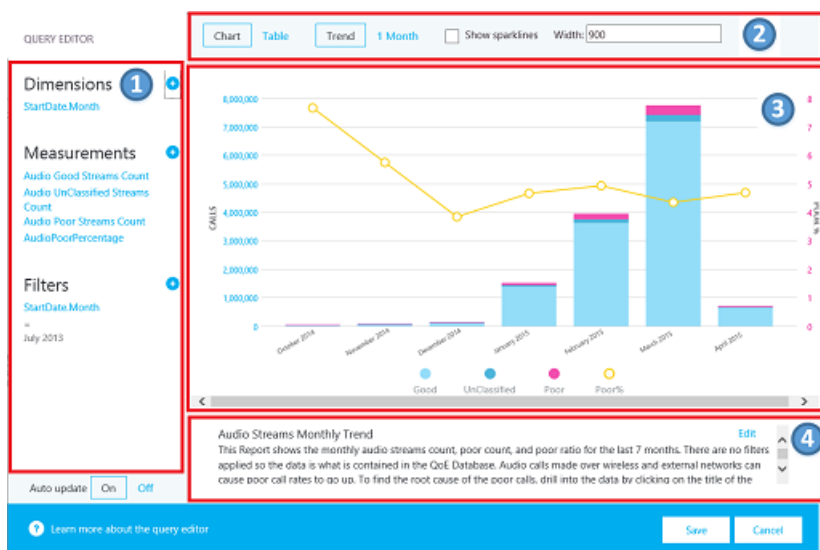 QUERY EDITOR
Chart Table Trend 1 Month Show sparklines Width: 900
2
Dimensions 1
StartDate.Month
Measurements
Audio Good Streams Count
Audio UnClassified Streams
Count
Audio Poor Streams Count
AudioPoorPercentage
Filters
StartDate.Month
=
July 2013
Auto update On Off
3
8,000,000 8
7,000,000 7
6,000,000 6
5,000,000 5
4,000,000 4
3,000,000 3
2,000,000 2
1,000,000 1
0 0
CALLS
POOR %
October 2014 November 2014 December 2014 January 2015 February 2015 March 2015 April 2015
Good UnClassified Poor Poor%
Audio Streams Monthly Trend Edit
4
This Report shows the monthly audio streams count, poor count, and poor ratio for the last 7 months. There are no filters
applied so the data is what is contained in the QoE Database. Audio calls made over wireless and external networks can
cause poor call rates to go up. To find the root cause of the poor calls, drill into the data by clicking on the title of the
? Learn more about the query editor
Save Cancel